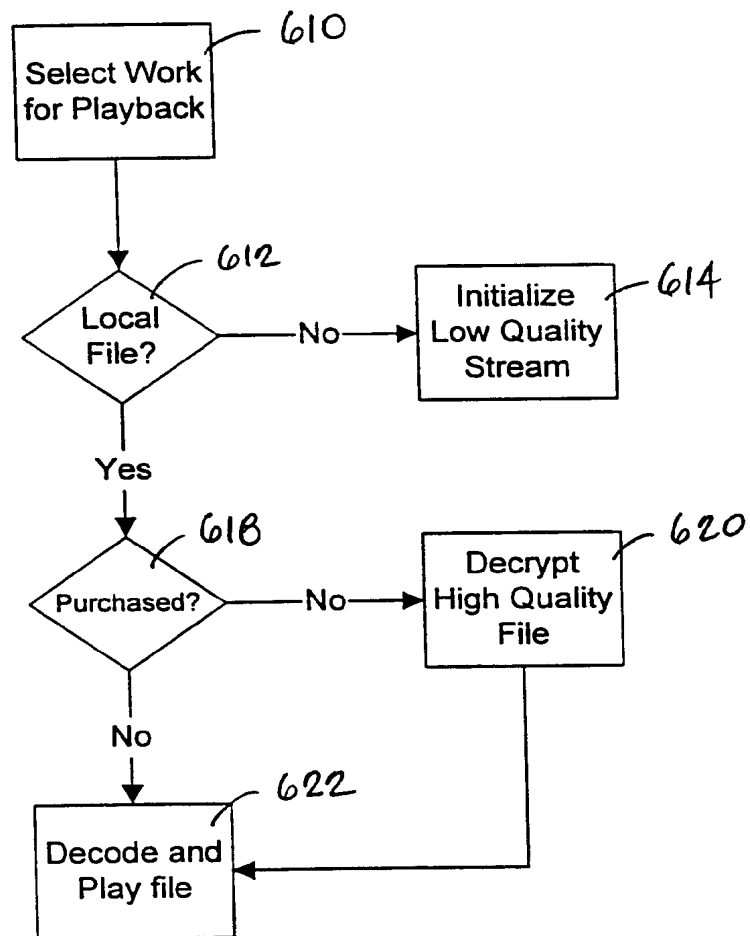 610
Select Work
for Playback
612
Local
File?
No
614
Initialize
Low Quality
Stream
Yes
618
Purchased?
No
620
Decrypt
High Quality
File
No
622
Decode and
Play file